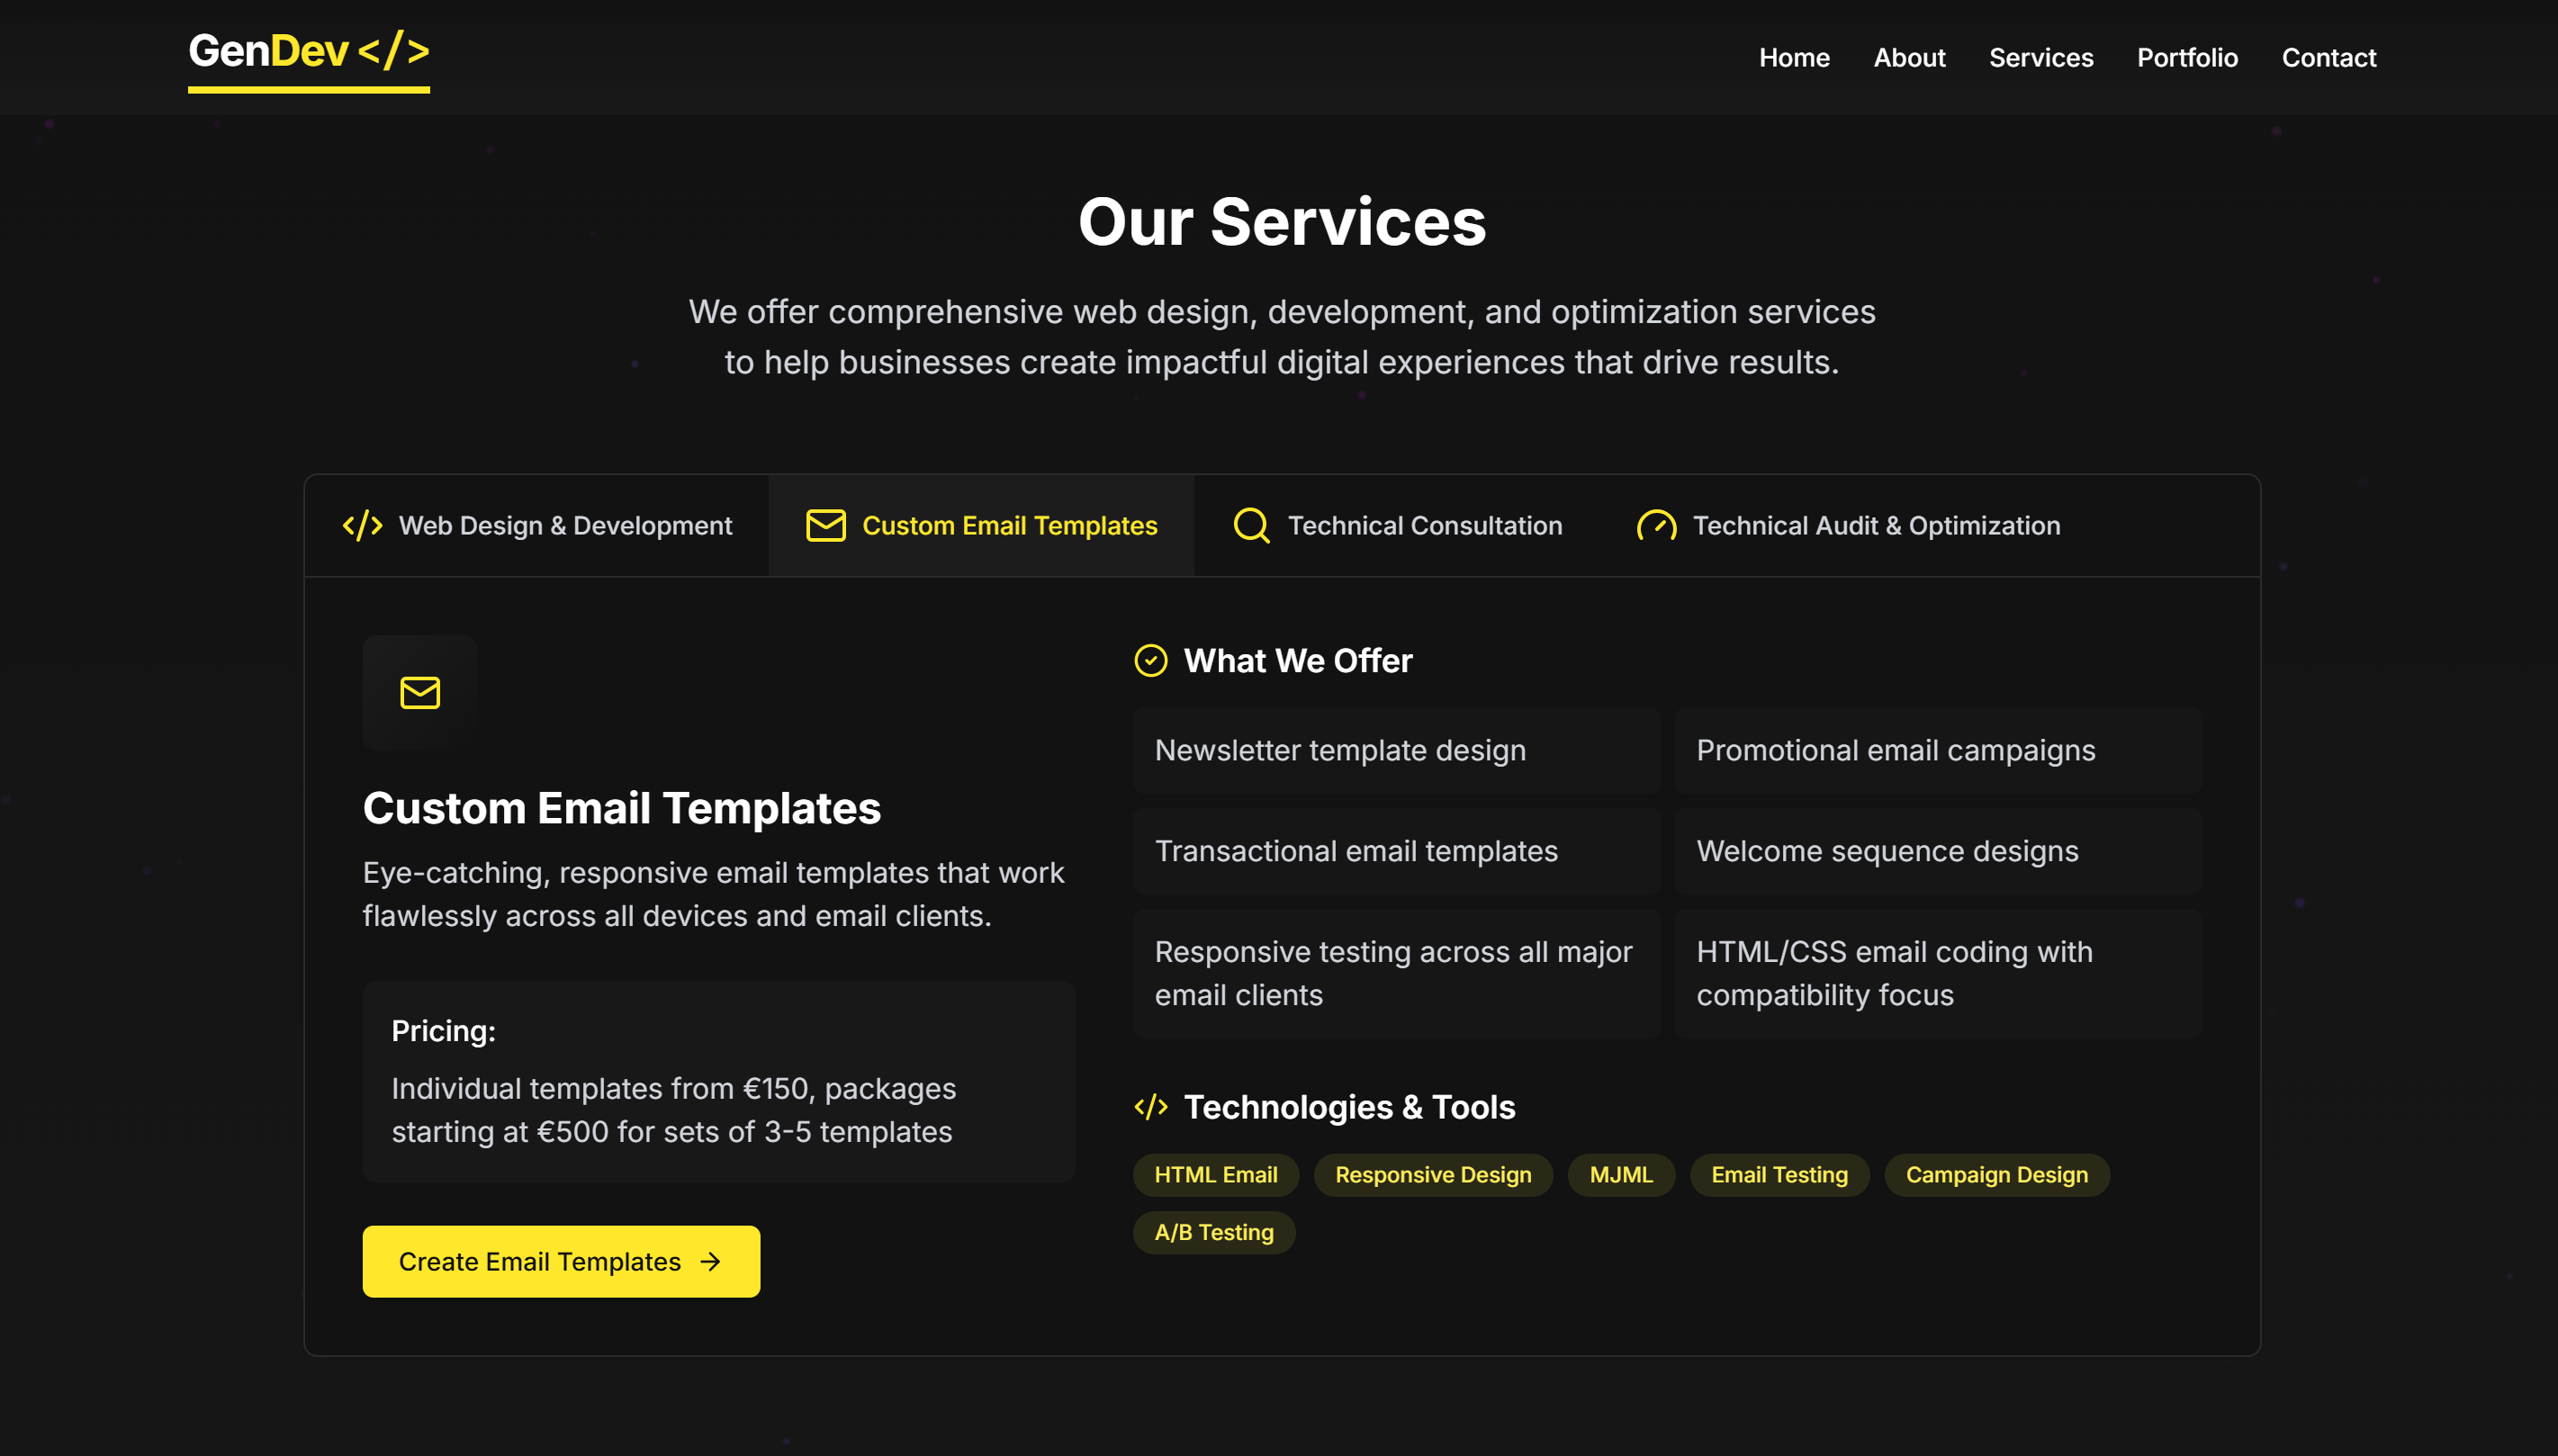 GenDev </>
Home
About
Services
Portfolio
Contact
Our Services
We offer comprehensive web design, development, and optimization services
to help businesses create impactful digital experiences that drive results.
Web Design & Development
Custom Email Templates
Technical Consultation
Technical Audit & Optimization
Custom Email Templates
Eye-catching, responsive email templates that work
flawlessly across all devices and email clients.
Pricing:
Individual templates from €150, packages
starting at €500 for sets of 3-5 templates
Create Email Templates →
What We Offer
Newsletter template design
Promotional email campaigns
Transactional email templates
Welcome sequence designs
Responsive testing across all major
email clients
HTML/CSS email coding with
compatibility focus
Technologies & Tools
HTML Email
Responsive Design
MJML
Email Testing
Campaign Design
A/B Testing